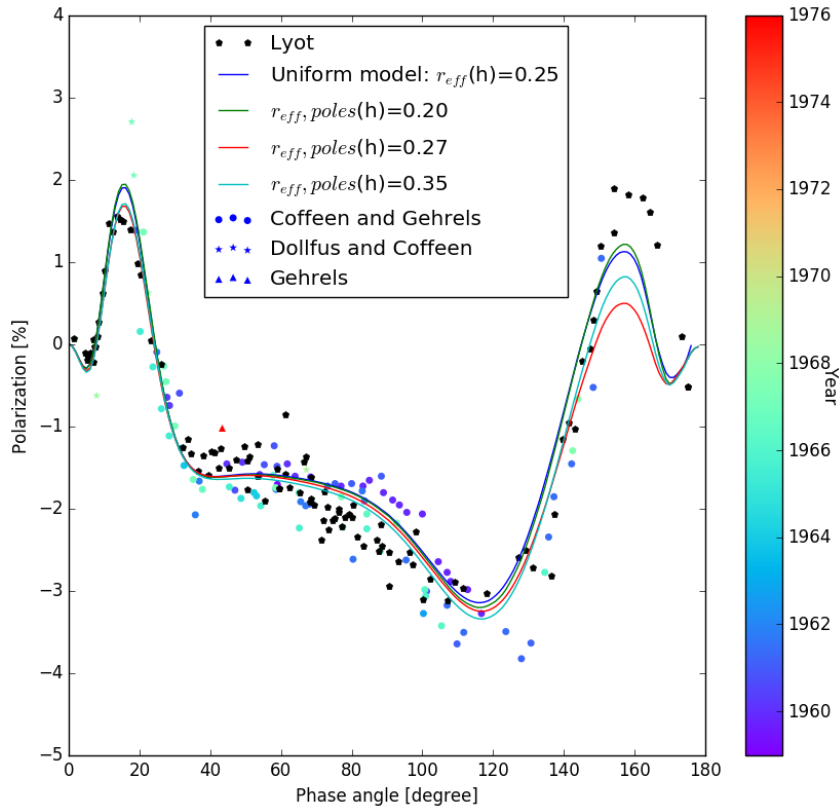 4
3
2
1
0
−1
−2
−3
−4
−5
Polarization [%]
0
20
40
60
80
100
120
140
160
180
Phase angle [degree]
Lyot
Uniform model: r_eff(h)=0.25
r_eff, poles(h)=0.20
r_eff, poles(h)=0.27
r_eff, poles(h)=0.35
Coffeen and Gehrels
Dollfus and Coffeen
Gehrels
1976
1974
1972
1970
1968
1966
1964
1962
1960
Year